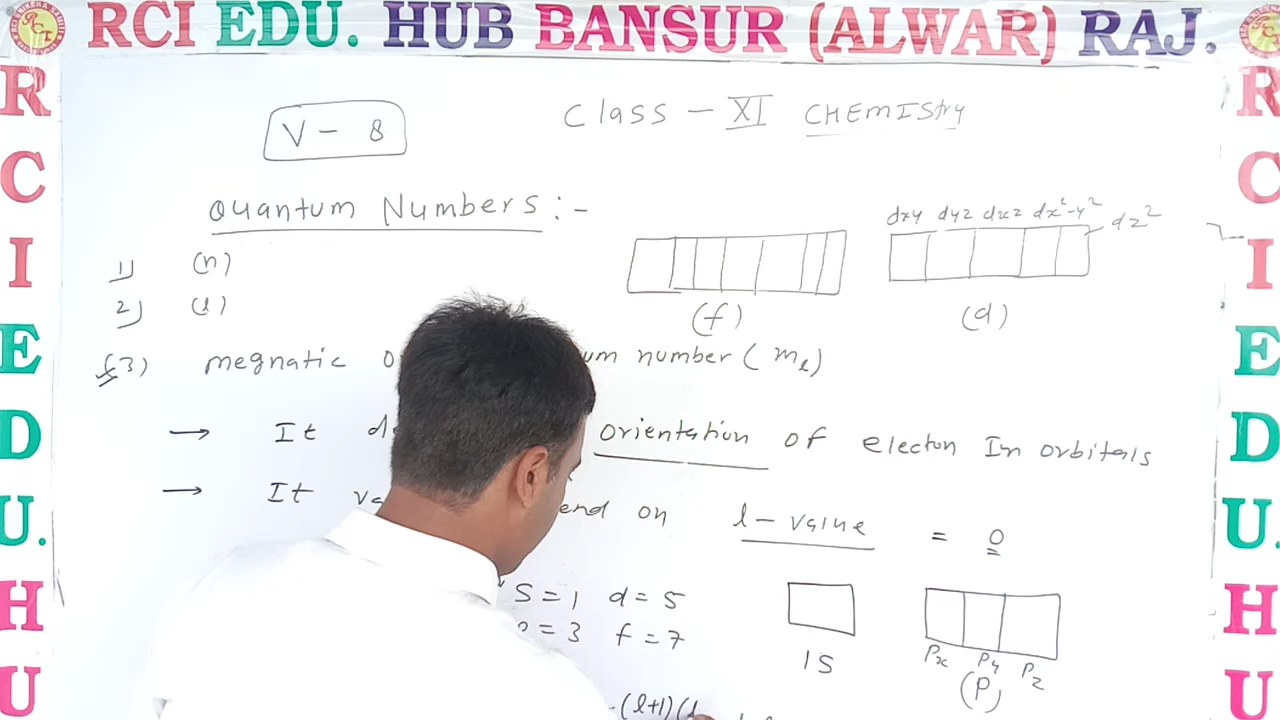 RCI EDU. HUB BANSUR (ALWAR) RAJ.
R C I E D U. H U
R C I E D U. H U
V - 8
Class - XI CHEMIStry
Quantum Numbers :-
1) (n)
2) (l)
dxy dyz dxz dx²-y² dz²
(f) (d)
3) megnatic um number (mℓ)
→ It orientation of electon In orbitals
→ It end on l - value = 0
S = 1 d = 5
= 3 f = 7
1S
Px Py Pz
(P)
(l+1)